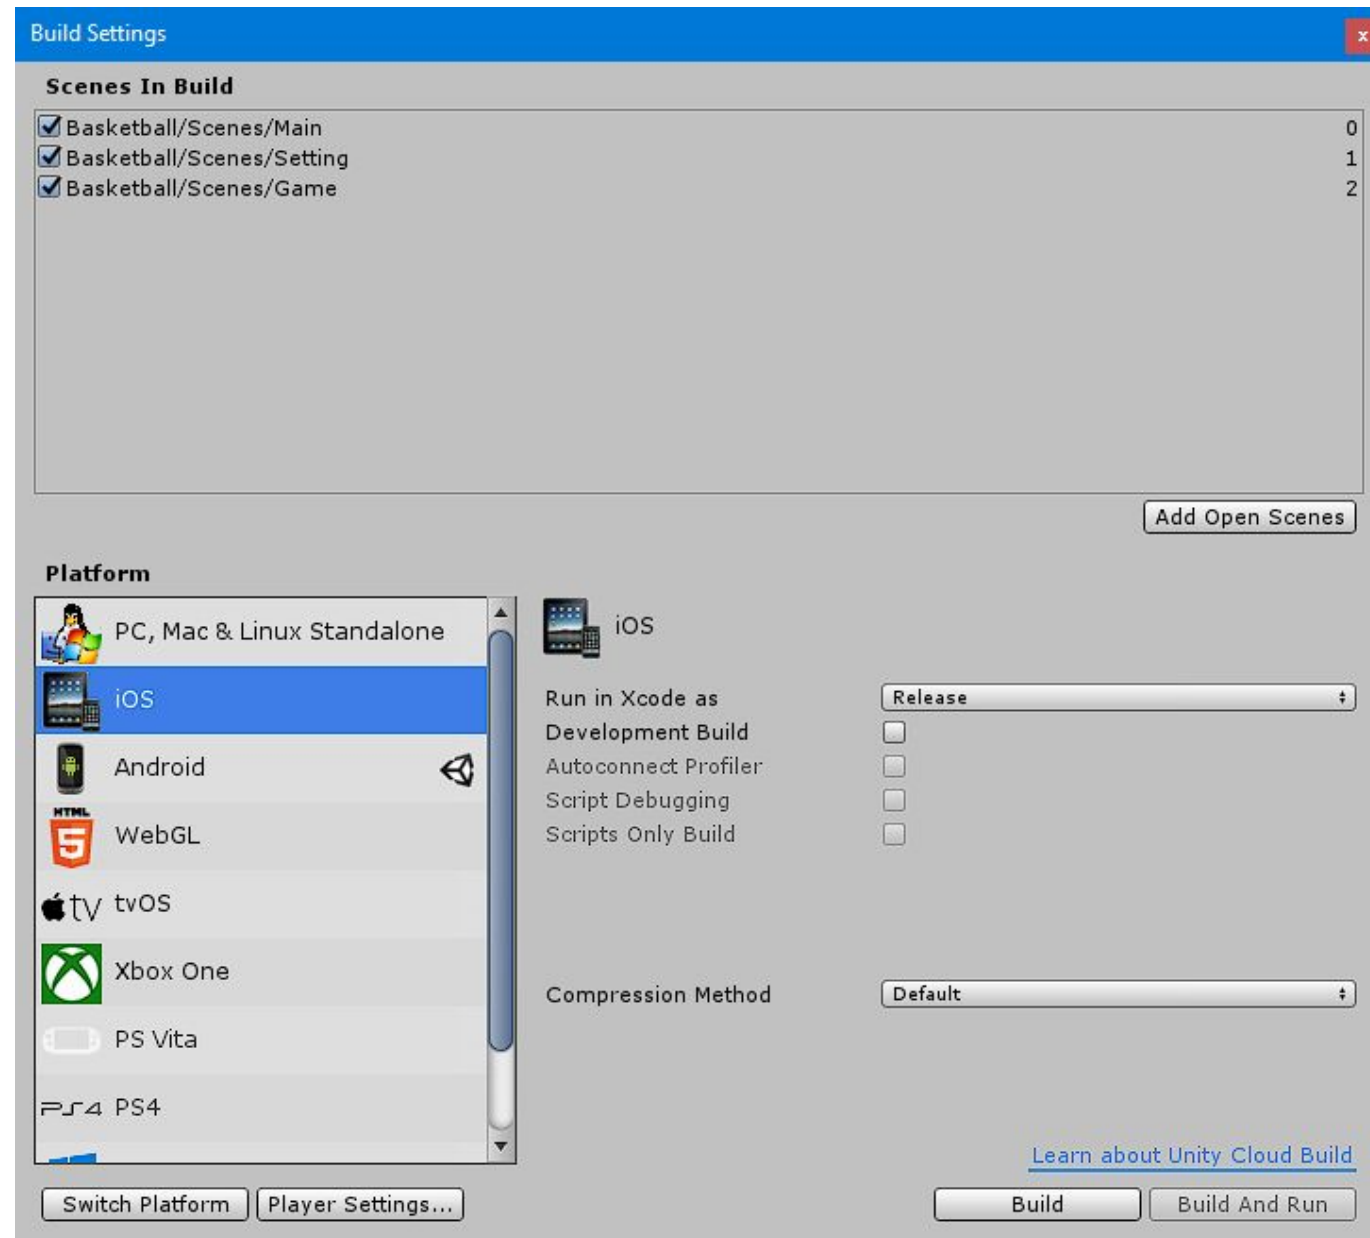 Build Settings
x
Scenes In Build
Basketball/Scenes/Main 0
Basketball/Scenes/Setting 1
Basketball/Scenes/Game 2
Add Open Scenes
Platform
PC, Mac & Linux Standalone
iOS
Android
HTML
5
WebGL
tv
tvOS
Xbox One
PS Vita
PS4
PS4
iOS
Run in Xcode as Release
Development Build
Autoconnect Profiler
Script Debugging
Scripts Only Build
Compression Method Default
Learn about Unity Cloud Build
Switch Platform
Player Settings...
Build
Build And Run